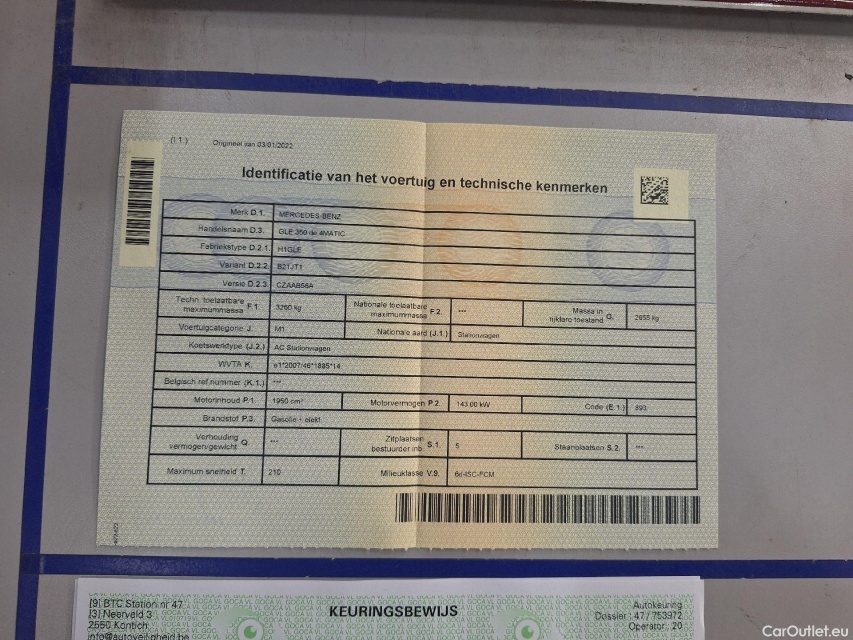 (I 1) Origineel van 03/01/2022
Identificatie van het voertuig en technische kenmerken
Merk D.1. MERCEDES-BENZ
Handelsnaam D.3. GLE 350 de 4MATIC
Fabriekstype D.2.1. H1GLE
Variant D.2.2. B21JT1
Versie D.2.3. CZAAB58A
Techn. toelaatbare maximummassa F.1. 3260 kg Nationale toelaatbare maximummassa F.2. *** Massa in rijklare toestand G. 2655 kg
Voertuigcategorie J. M1 Nationale aard (J.1.) Stationwagen
Koetswerktype (J.2.) AC Stationwagen
WVTA K. e1*2007/46*1885*14
Belgisch ref nummer (K.1.) ***
Motorinhoud P.1. 1950 cm³ Motorvermogen P.2. 143.00 kW Code (E.1.) 893
Brandstof P.3. Gasolie + elekt
Verhouding vermogen/gewicht Q. *** Zitplaatsen bestuurder inb. S.1. 5 Staanplaatsen S.2. ***
Maximum snelheid T. 210 Milieuklasse V.9. 6d-ISC-FCM
[9] BTC Station nr 47
[3] Neerveld 3
2550 Kontich
info@autoveiligheid.be
KEURINGSBEWIJS
Autokeuring
Dossier : 47 / 753972
Operator : 20
CarOutlet.eu